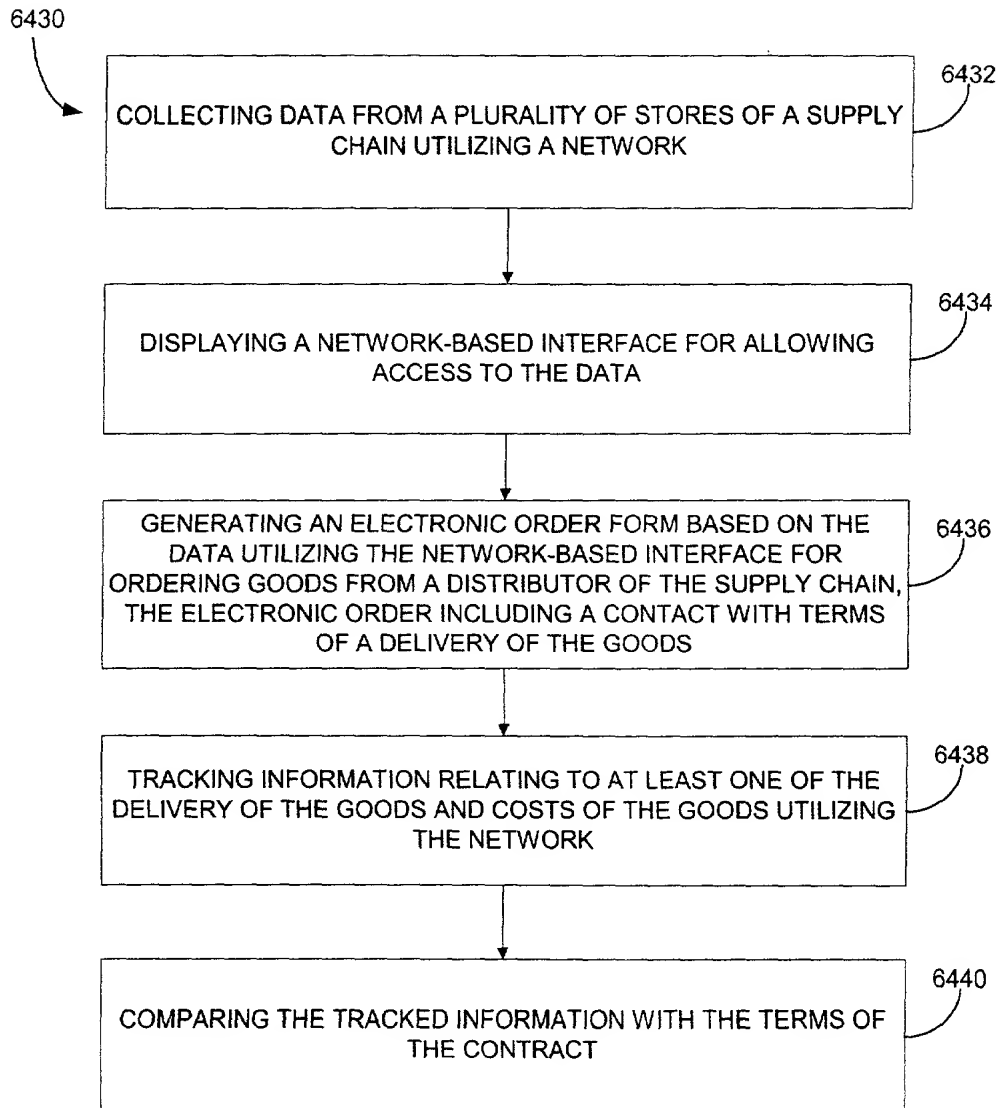 6430
6432
COLLECTING DATA FROM A PLURALITY OF STORES OF A SUPPLY
CHAIN UTILIZING A NETWORK
6434
DISPLAYING A NETWORK-BASED INTERFACE FOR ALLOWING
ACCESS TO THE DATA
6436
GENERATING AN ELECTRONIC ORDER FORM BASED ON THE
DATA UTILIZING THE NETWORK-BASED INTERFACE FOR
ORDERING GOODS FROM A DISTRIBUTOR OF THE SUPPLY CHAIN,
THE ELECTRONIC ORDER INCLUDING A CONTACT WITH TERMS
OF A DELIVERY OF THE GOODS
6438
TRACKING INFORMATION RELATING TO AT LEAST ONE OF THE
DELIVERY OF THE GOODS AND COSTS OF THE GOODS UTILIZING
THE NETWORK
6440
COMPARING THE TRACKED INFORMATION WITH THE TERMS OF
THE CONTRACT